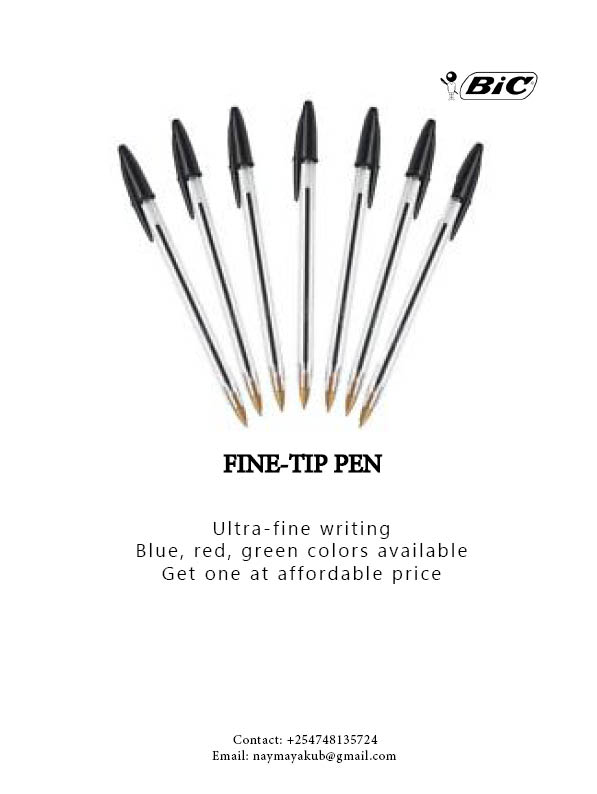 BiC
FINE-TIP PEN
Ultra-fine writing
Blue, red, green colors available
Get one at affordable price
Contact: +254748135724
Email: naymayakub@gmail.com